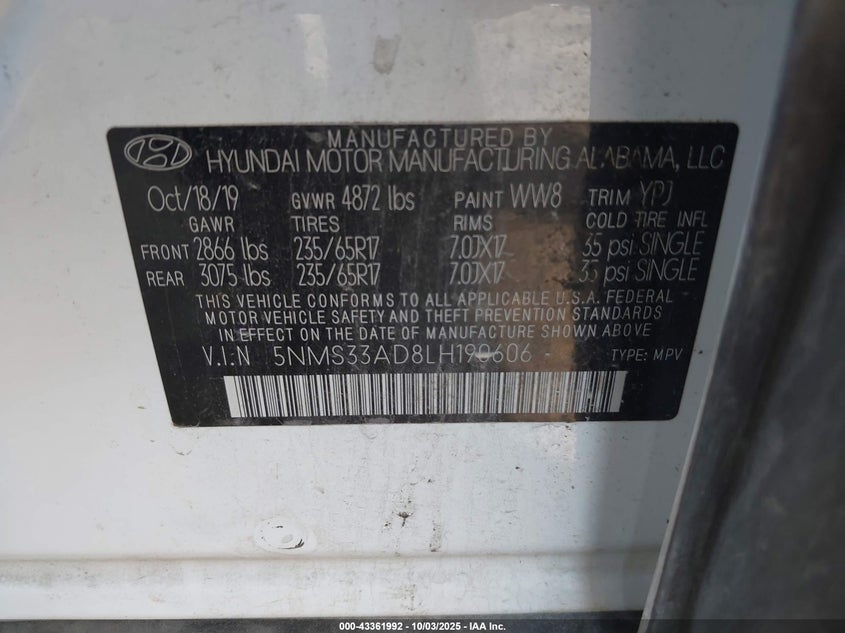 MANUFACTURED BY
HYUNDAI MOTOR MANUFACTURING ALABAMA, LLC
Oct/18/19 GVWR 4872 lbs PAINT WW8 TRIM YPJ
GAWR TIRES RIMS COLD TIRE INFL
FRONT 2866 lbs 235/65R17 7.0JX17 35 psi SINGLE
REAR 3075 lbs 235/65R17 7.0JX17 35 psi SINGLE
THIS VEHICLE CONFORMS TO ALL APPLICABLE U.S.A. FEDERAL
MOTOR VEHICLE SAFETY AND THEFT PREVENTION STANDARDS
IN EFFECT ON THE DATE OF MANUFACTURE SHOWN ABOVE
V.I.N TYPE: MPV
000-43361992 - 10/03/2025 - IAA Inc.